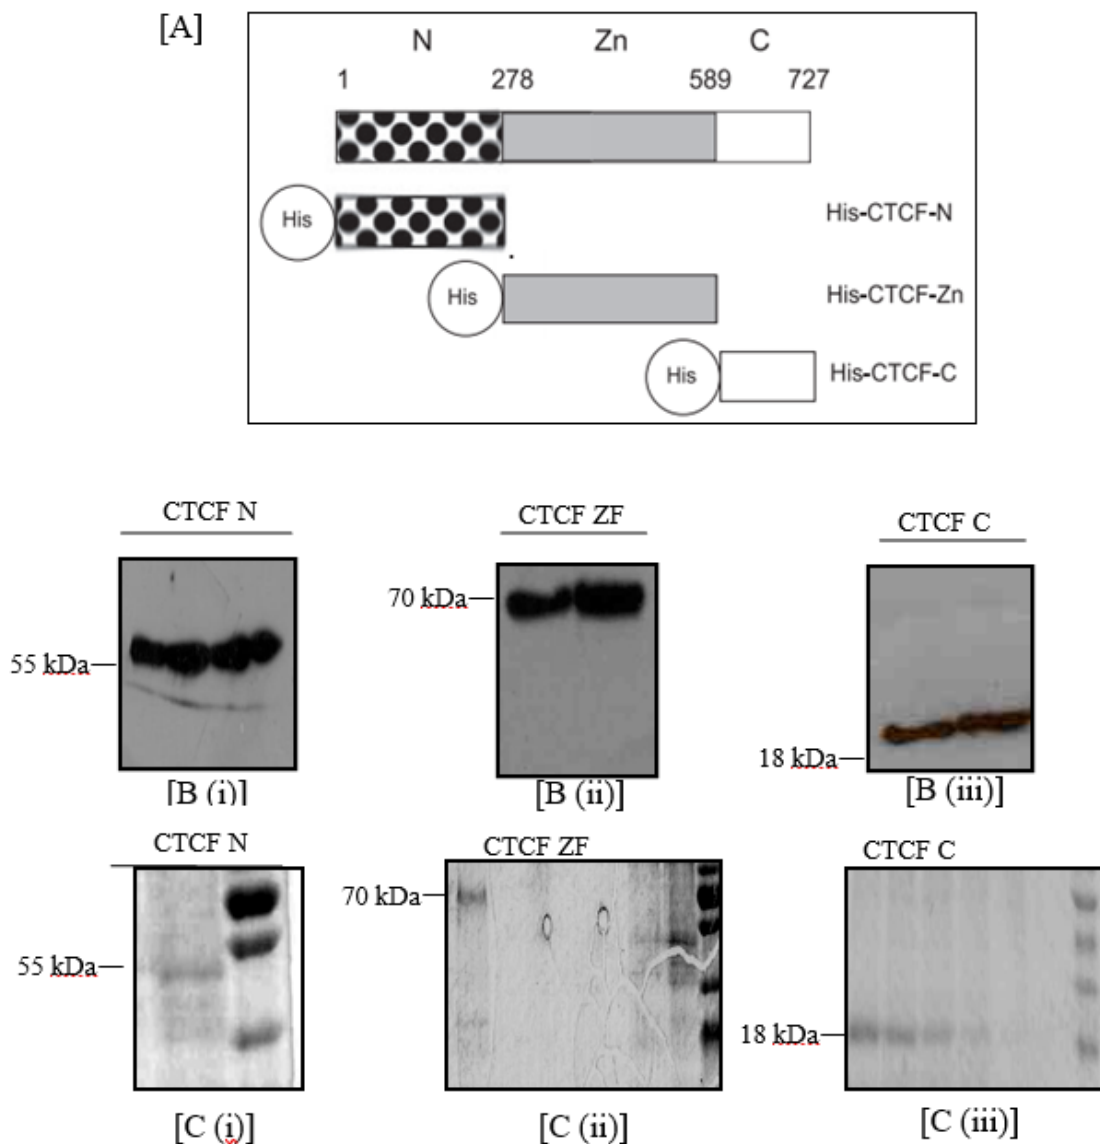 [A]
N Zn C
1 278 589 727
His His-CTCF-N
His His-CTCF-Zn
His His-CTCF-C
CTCF N CTCF ZF CTCF C
55 kDa 70 kDa 18 kDa
[B (i)] [B (ii)] [B (iii)]
CTCF N CTCF ZF CTCF C
55 kDa 70 kDa 18 kDa
[C (i)] [C (ii)] [C (iii)]